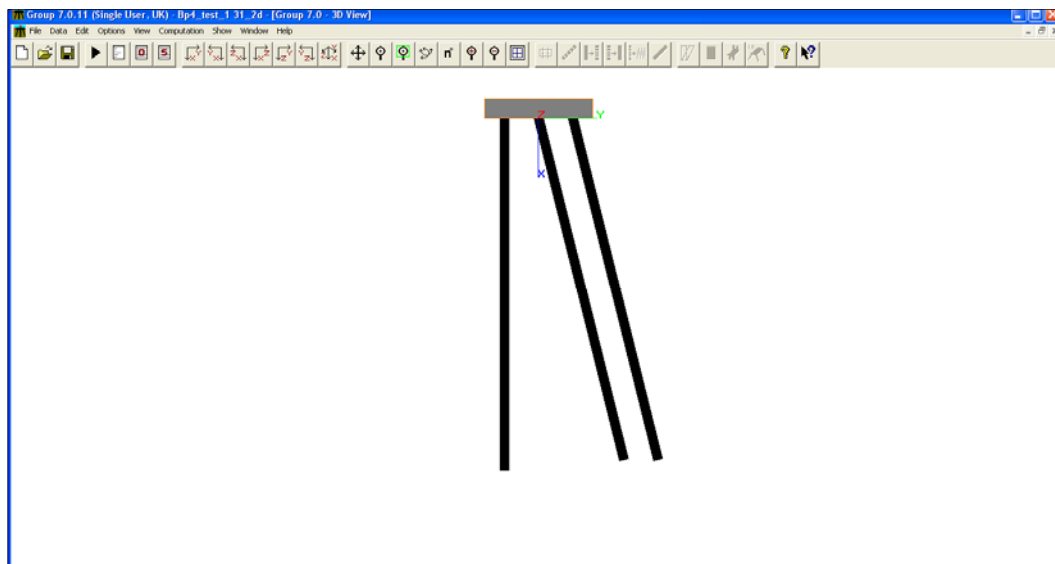 Group 7.0.11 (Single User, UK) - Bp4_test_1 31_2d - [Group 7.0 - 3D View]
File Data Edit Options View Computation Show Window Help
Z Y
X